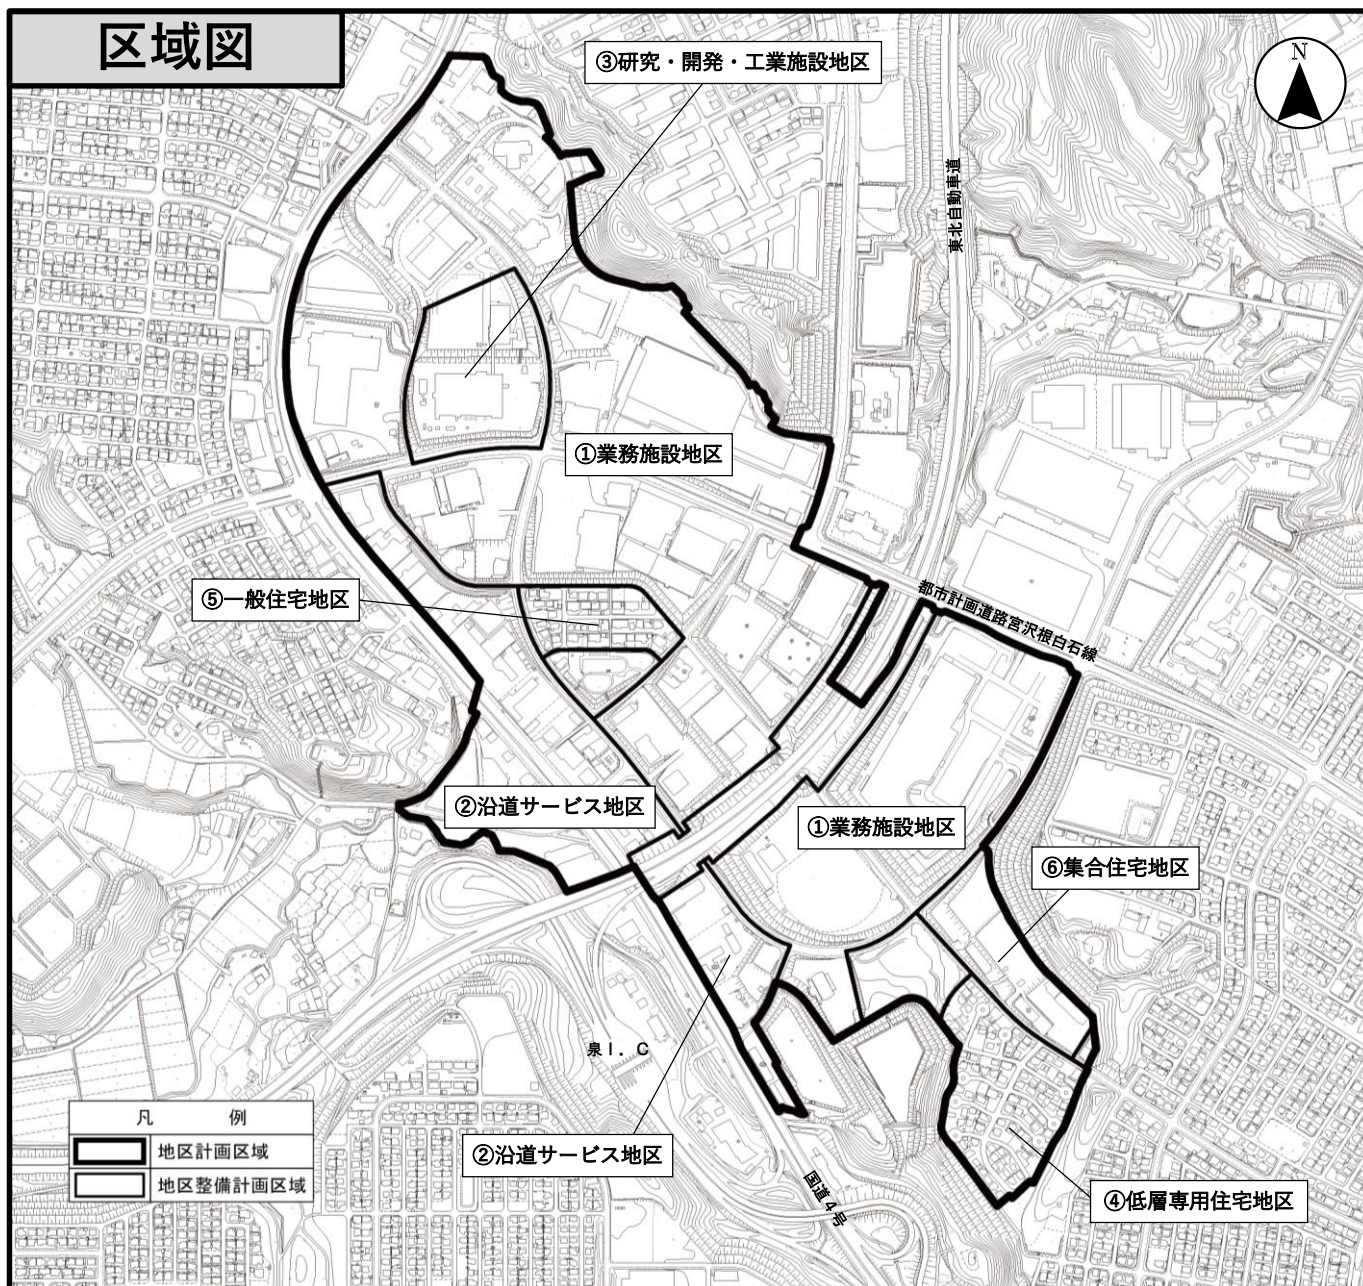 区域図
③研究・開発・工業施設地区
N
東北自動車道
①業務施設地区
⑤一般住宅地区
都市計画道路宮沢根白石線
②沿道サービス地区
①業務施設地区
⑥集合住宅地区
泉I.C
凡 例
地区計画区域
地区整備計画区域
②沿道サービス地区
国道4号
④低層専用住宅地区